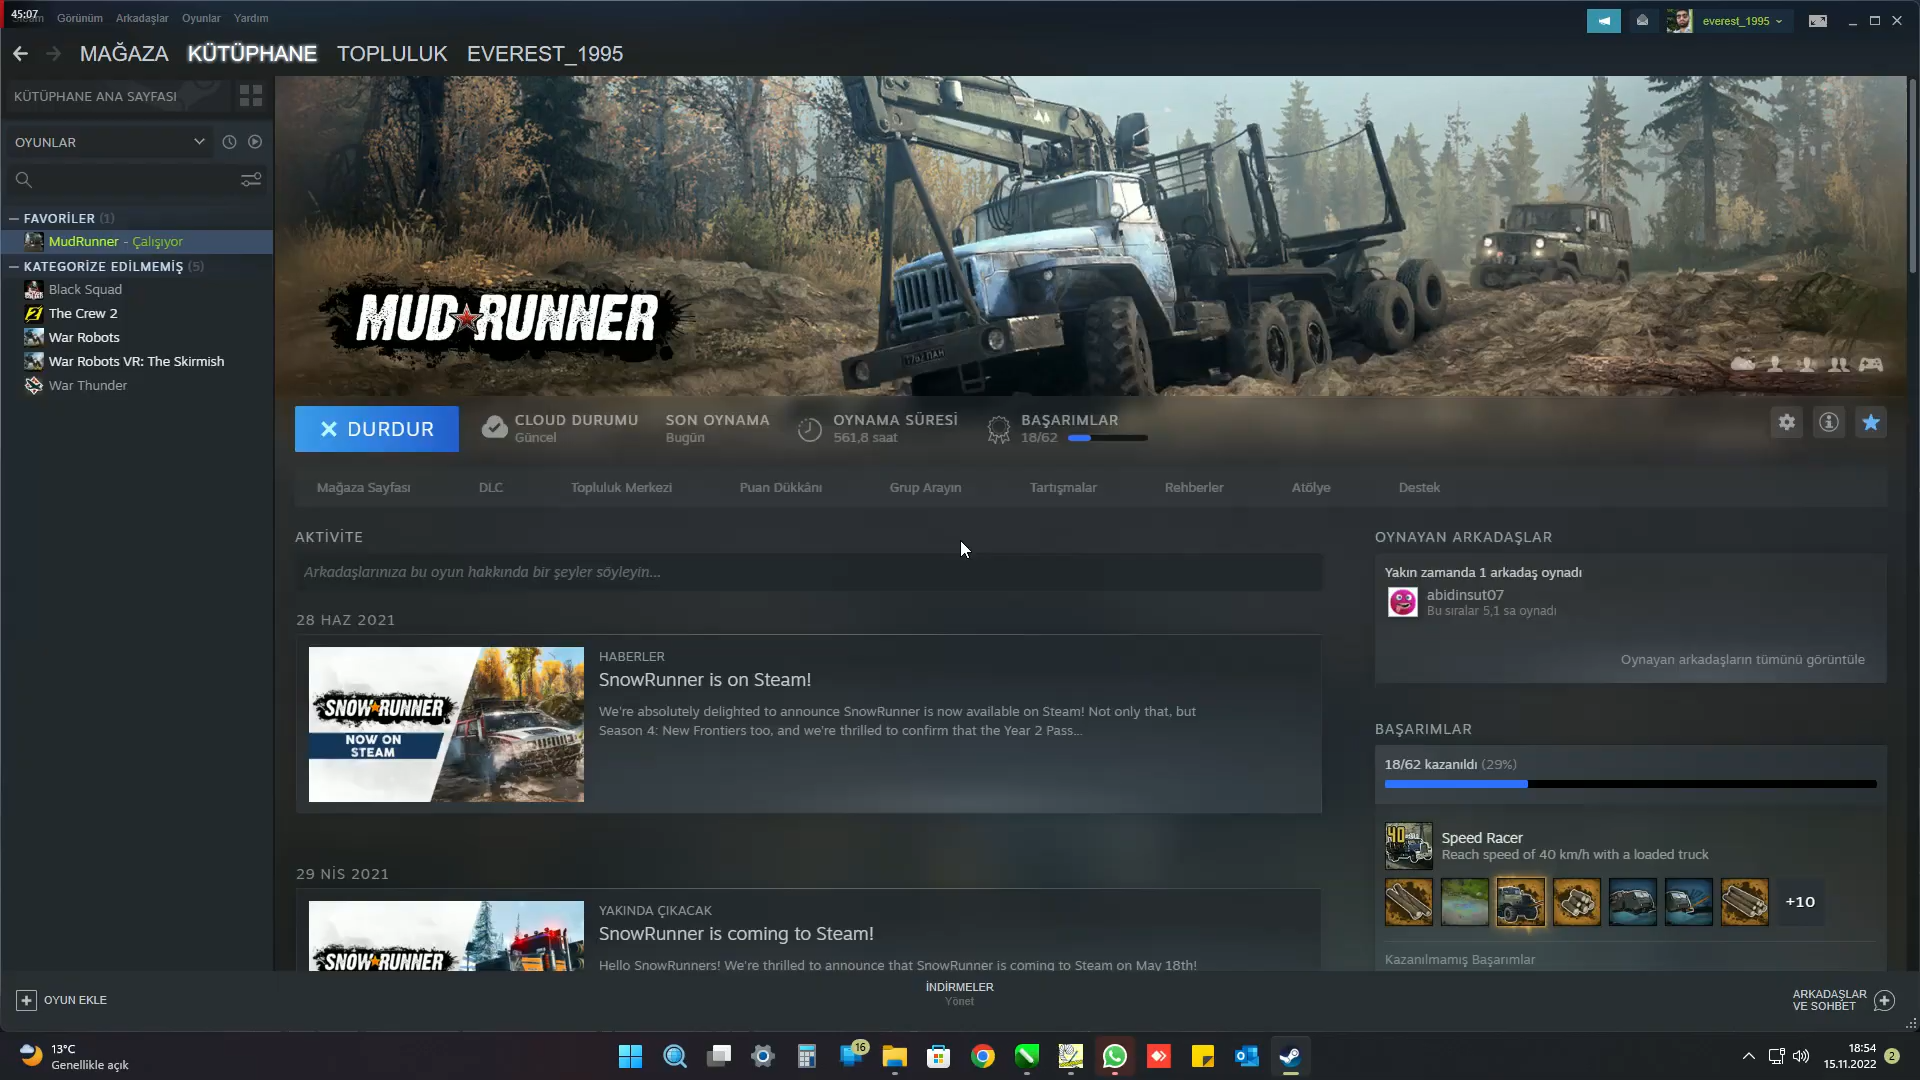 45:07
Görünüm
Arkadaşlar
Oyunlar
Yardım
everest_1995
MAĞAZA
KÜTÜPHANE
TOPLULUK
EVEREST_1995
KÜTÜPHANE ANA SAYFASI
OYUNLAR
FAVORİLER (1)
MudRunner - Çalışıyor
KATEGORİZE EDİLMEMİŞ (5)
Black Squad
The Crew 2
War Robots
War Robots VR: The Skirmish
War Thunder
MUDRUNNER
DURDUR
CLOUD DURUMU
Güncel
SON OYNAMA
Bugün
OYNAMA SÜRESİ
561,8 saat
BAŞARIMLAR
18/62
Mağaza Sayfası
DLC
Topluluk Merkezi
Puan Dükkânı
Grup Arayın
Tartışmalar
Rehberler
Atölye
Destek
AKTİVİTE
Arkadaşlarınıza bu oyun hakkında bir şeyler söyleyin...
28 HAZ 2021
SNOWRUNNER
NOW ON
STEAM
HABERLER
SnowRunner is on Steam!
We're absolutely delighted to announce SnowRunner is now available on Steam! Not only that, but
Season 4: New Frontiers too, and we're thrilled to confirm that the Year 2 Pass...
29 NİS 2021
SNOWRUNNER
YAKINDA ÇIKACAK
SnowRunner is coming to Steam!
Hello SnowRunners! We're thrilled to announce that SnowRunner is coming to Steam on May 18th!
OYNAYAN ARKADAŞLAR
Yakın zamanda 1 arkadaş oynadı
abidinsut07
Bu sıralar 5,1 sa oynadı
Oynayan arkadaşların tümünü görüntüle
BAŞARIMLAR
18/62 kazanıldı (29%)
40
Speed Racer
Reach speed of 40 km/h with a loaded truck
+10
Kazanılmamış Başarımlar
OYUN EKLE
İNDİRMELER
Yönet
ARKADAŞLAR
VE SOHBET
13°C
Genellikle açık
16
18:54
15.11.2022
2